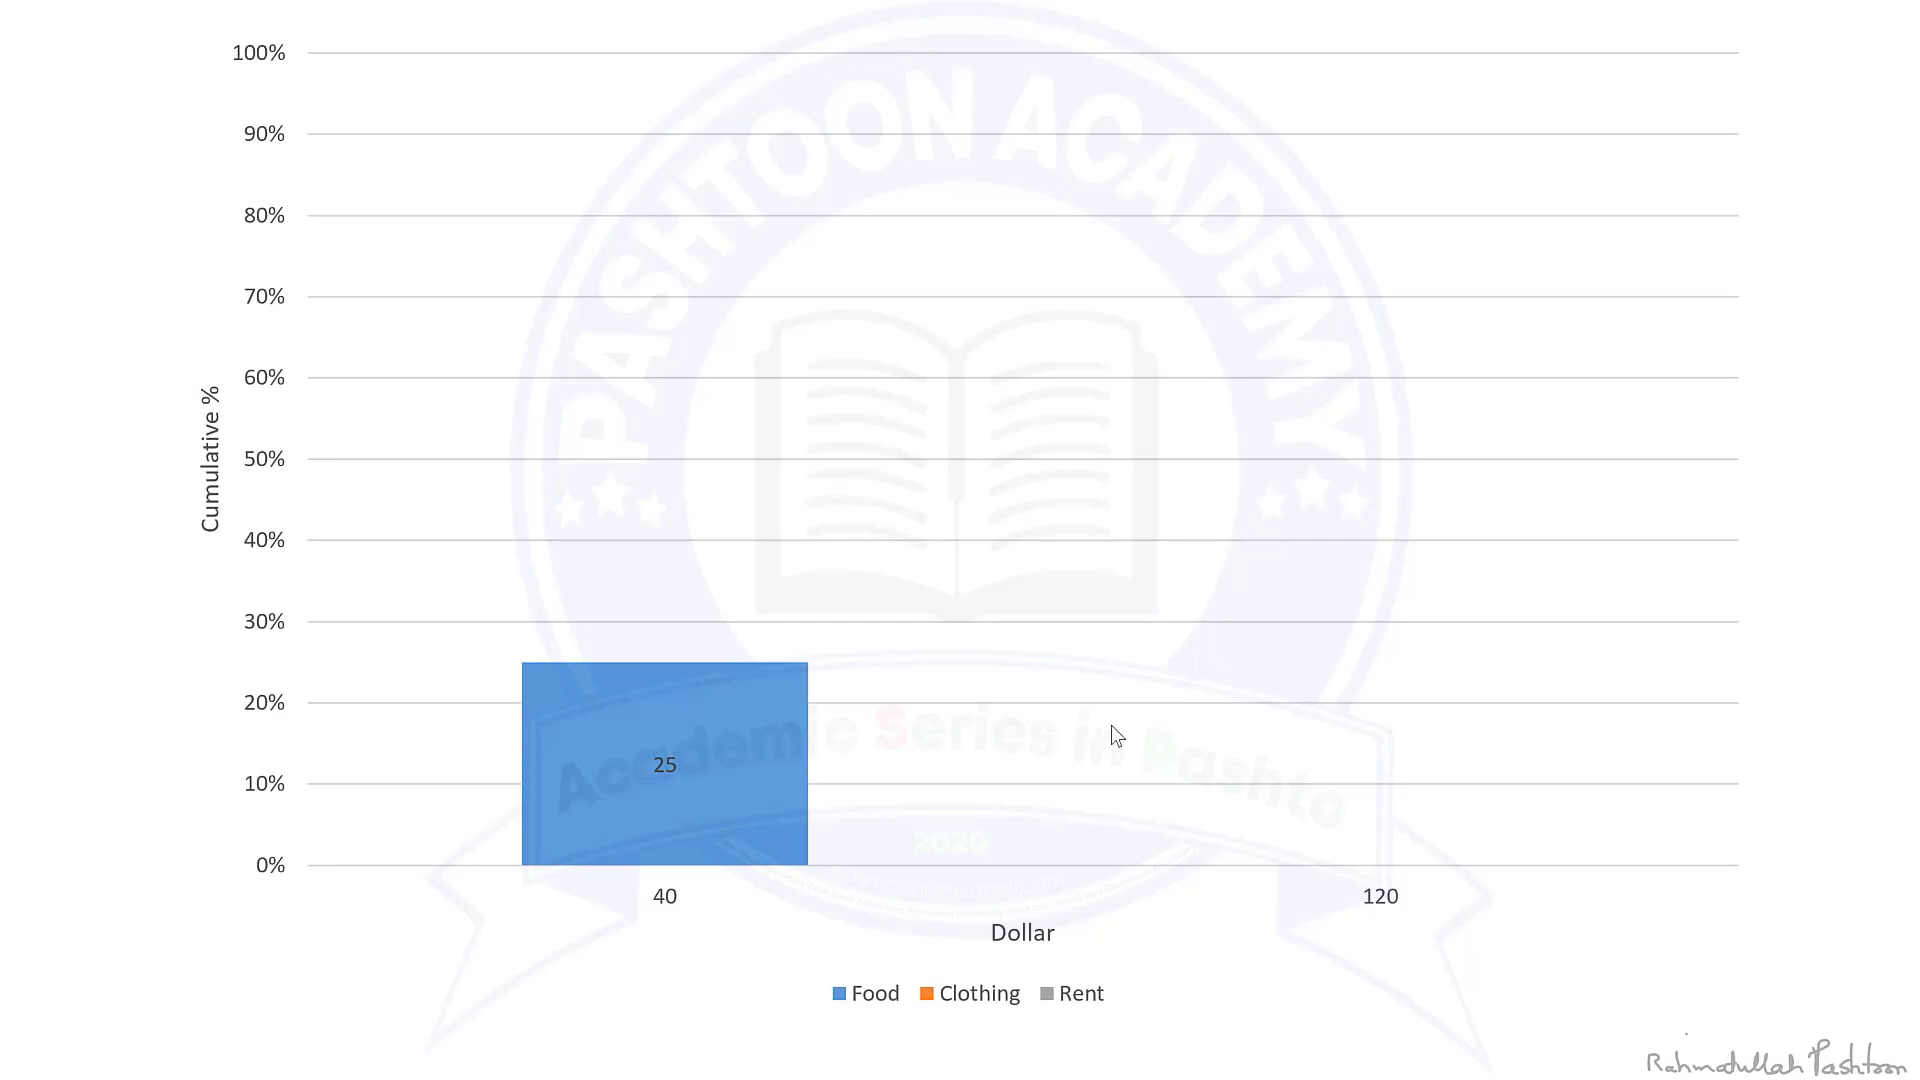 PASHTOON ACADEMY
100%
90%
80%
70%
60%
50%
40%
30%
20%
10%
0%
Cumulative %
25
Academic Series in Pashto
2020
40
120
Dollar
Food
Clothing
Rent
Rahmatullah Pashtoon